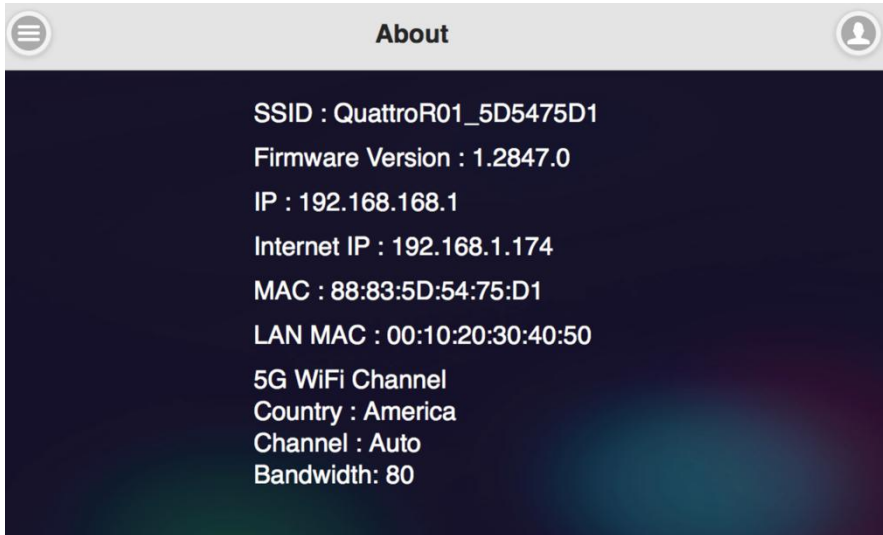 About
SSID : QuattroR01_5D5475D1
Firmware Version : 1.2847.0
IP : 192.168.168.1
Internet IP : 192.168.1.174
MAC : 88:83:5D:54:75:D1
LAN MAC : 00:10:20:30:40:50
5G WiFi Channel
Country : America
Channel : Auto
Bandwidth: 80